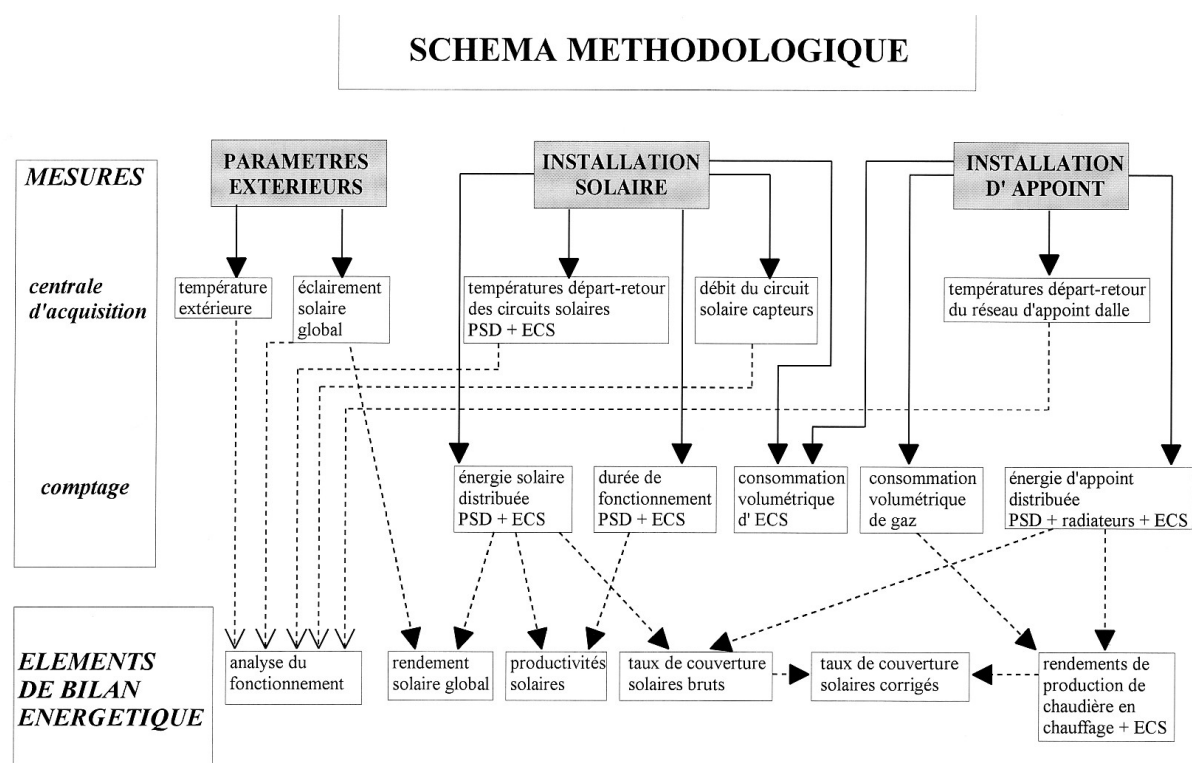 SCHEMA METHODOLOGIQUE
MESURES
PARAMETRES
EXTERIEURS
INSTALLATION
SOLAIRE
INSTALLATION
D' APPOINT
centrale
d'acquisition
température
extérieure
éclairement
solaire
global
températures départ-retour
des circuits solaires
PSD + ECS
débit du circuit
solaire capteurs
températures départ-retour
du réseau d'appoint dalle
comptage
énergie solaire
distribuée
PSD + ECS
durée de
fonctionnement
PSD + ECS
consommation
volumétrique
d' ECS
consommation
volumétrique
de gaz
énergie d'appoint
distribuée
PSD + radiateurs + ECS
ELEMENTS
DE BILAN
ENERGETIQUE
analyse du
fonctionnement
rendement
solaire global
productivités
solaires
taux de couverture
solaires bruts
taux de couverture
solaires corrigés
rendements de
production de
chaudière en
chauffage + ECS